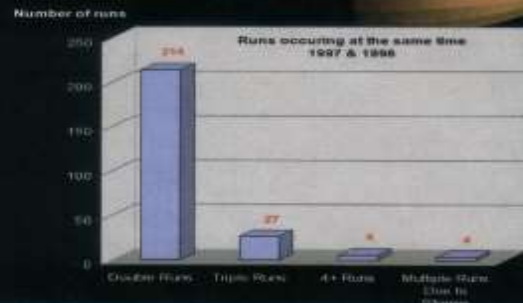 Number of runs
Runs occuring at the same time
1997 & 1998
250
200
150
100
50
0
214
27
Double Runs
Triple Runs
4+ Runs
Multiple Runs
Due to